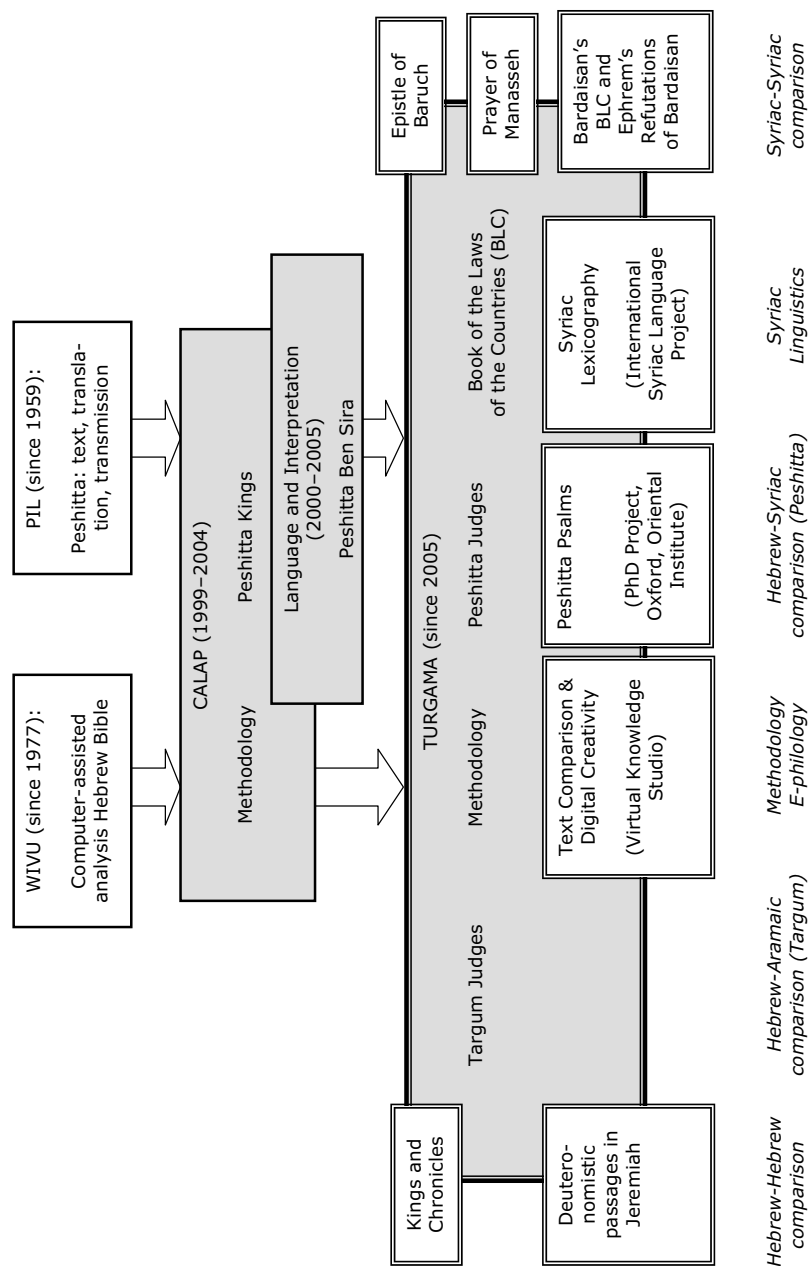 WIVU (since 1977):
Computer-assisted
analysis Hebrew Bible
PIL (since 1959):
Peshitta: text, transla-
tion, transmission
CALAP (1999–2004)
Methodology
Peshitta Kings
Language and Interpretation
(2000–2005)
Peshitta Ben Sira
TURGAMA (since 2005)
Targum Judges
Methodology
Peshitta Judges
Book of the Laws
of the Countries (BLC)
Kings and
Chronicles
Deutero-
nomistic
passages in
Jeremiah
Text Comparison &
Digital Creativity
(Virtual Knowledge
Studio)
Peshitta Psalms
(PhD Project,
Oxford, Oriental
Institute)
Syriac
Lexicography
(International
Syriac Language
Project)
Epistle of
Baruch
Prayer of
Manasseh
Bardaisan's
BLC and
Ephrem's
Refutations
of Bardaisan
Hebrew-Hebrew
comparison
Hebrew-Aramaic
comparison (Targum)
Methodology
E-philology
Hebrew-Syriac
comparison (Peshitta)
Syriac
Linguistics
Syriac-Syriac
comparison